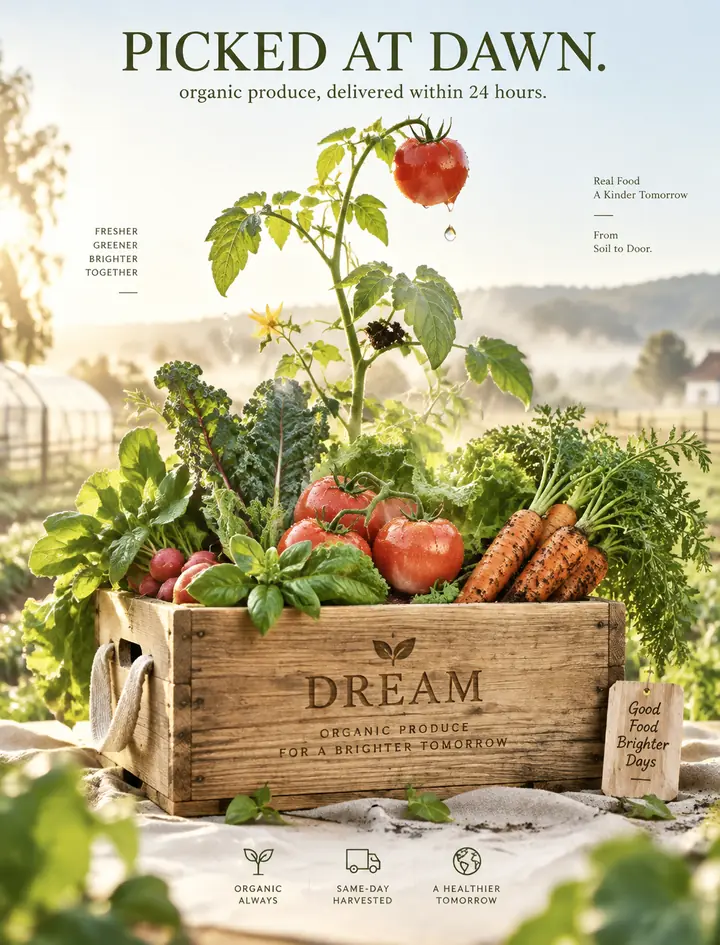 PICKED AT DAWN.
organic produce, delivered within 24 hours.
Real Food
A Kinder Tomorrow
From
Soil to Door.
FRESHER
GREENER
BRIGHTER
TOGETHER
DREAM
ORGANIC PRODUCE
FOR A BRIGHTER TOMORROW
Good
Food
Brighter
Days
ORGANIC
ALWAYS
SAME-DAY
HARVESTED
A HEALTHIER
TOMORROW